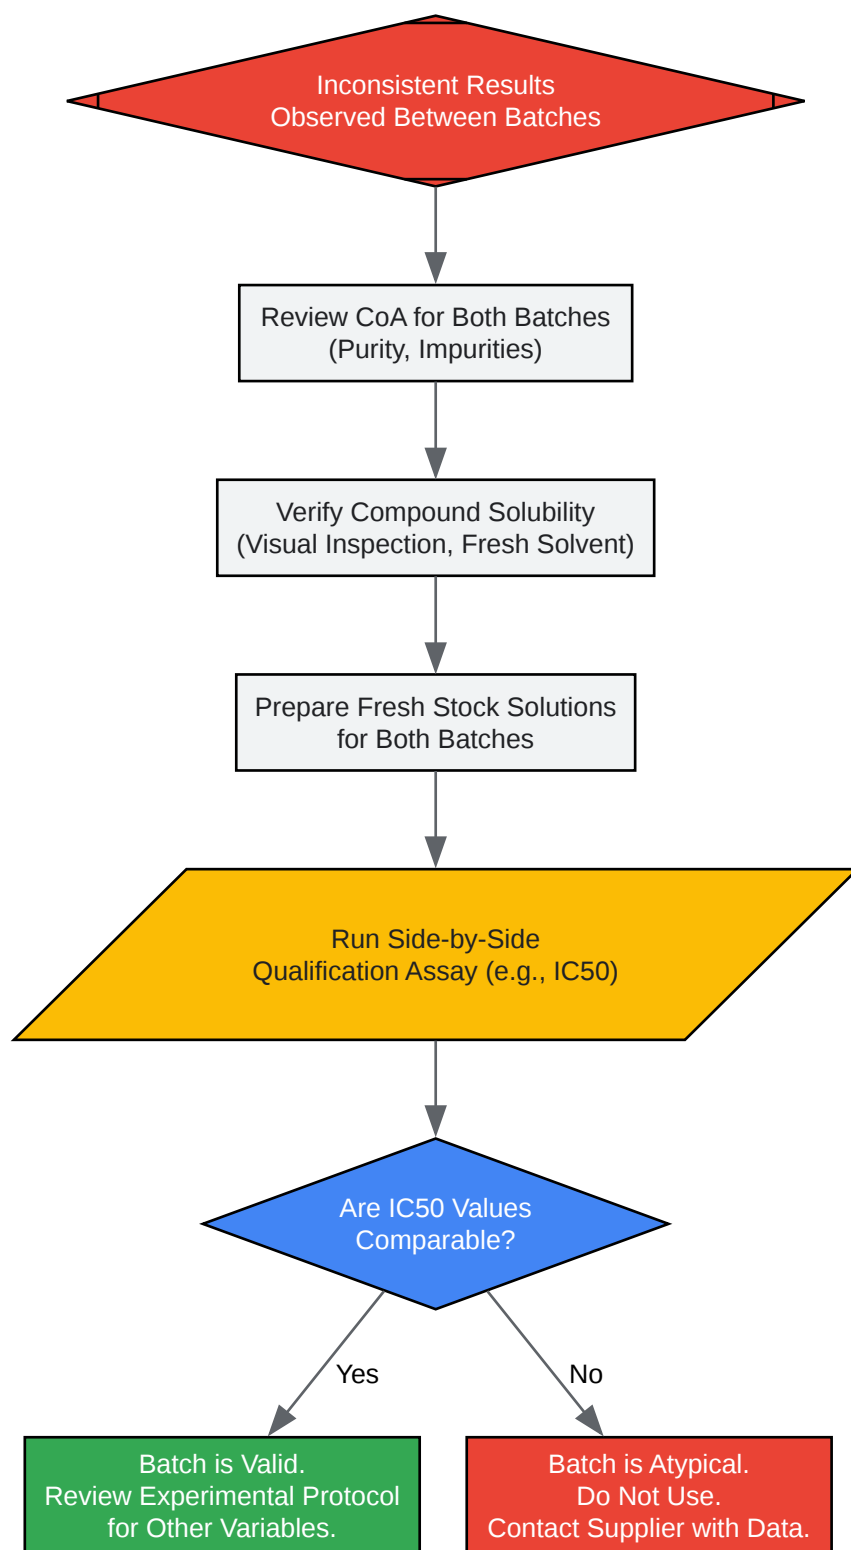 Inconsistent Results
Observed Between Batches
Review CoA for Both Batches
(Purity, Impurities)
Verify Compound Solubility
(Visual Inspection, Fresh Solvent)
Prepare Fresh Stock Solutions
for Both Batches
Run Side-by-Side
Qualification Assay (e.g., IC50)
Are IC50 Values
Comparable?
Yes
No
Batch is Valid.
Review Experimental Protocol
for Other Variables.
Batch is Atypical.
Do Not Use.
Contact Supplier with Data.